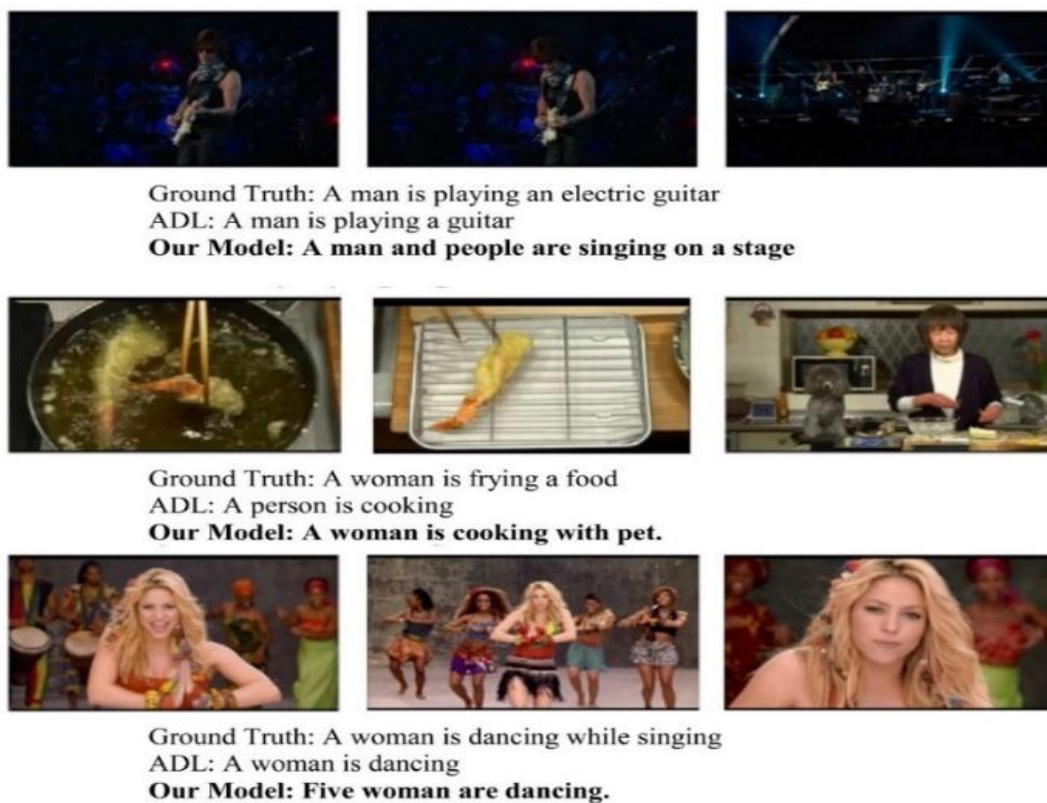 Ground Truth: A man is playing an electric guitar
ADL: A man is playing a guitar
Our Model: A man and people are singing on a stage
Ground Truth: A woman is frying a food
ADL: A person is cooking
Our Model: A woman is cooking with pet.
Ground Truth: A woman is dancing while singing
ADL: A woman is dancing
Our Model: Five woman are dancing.